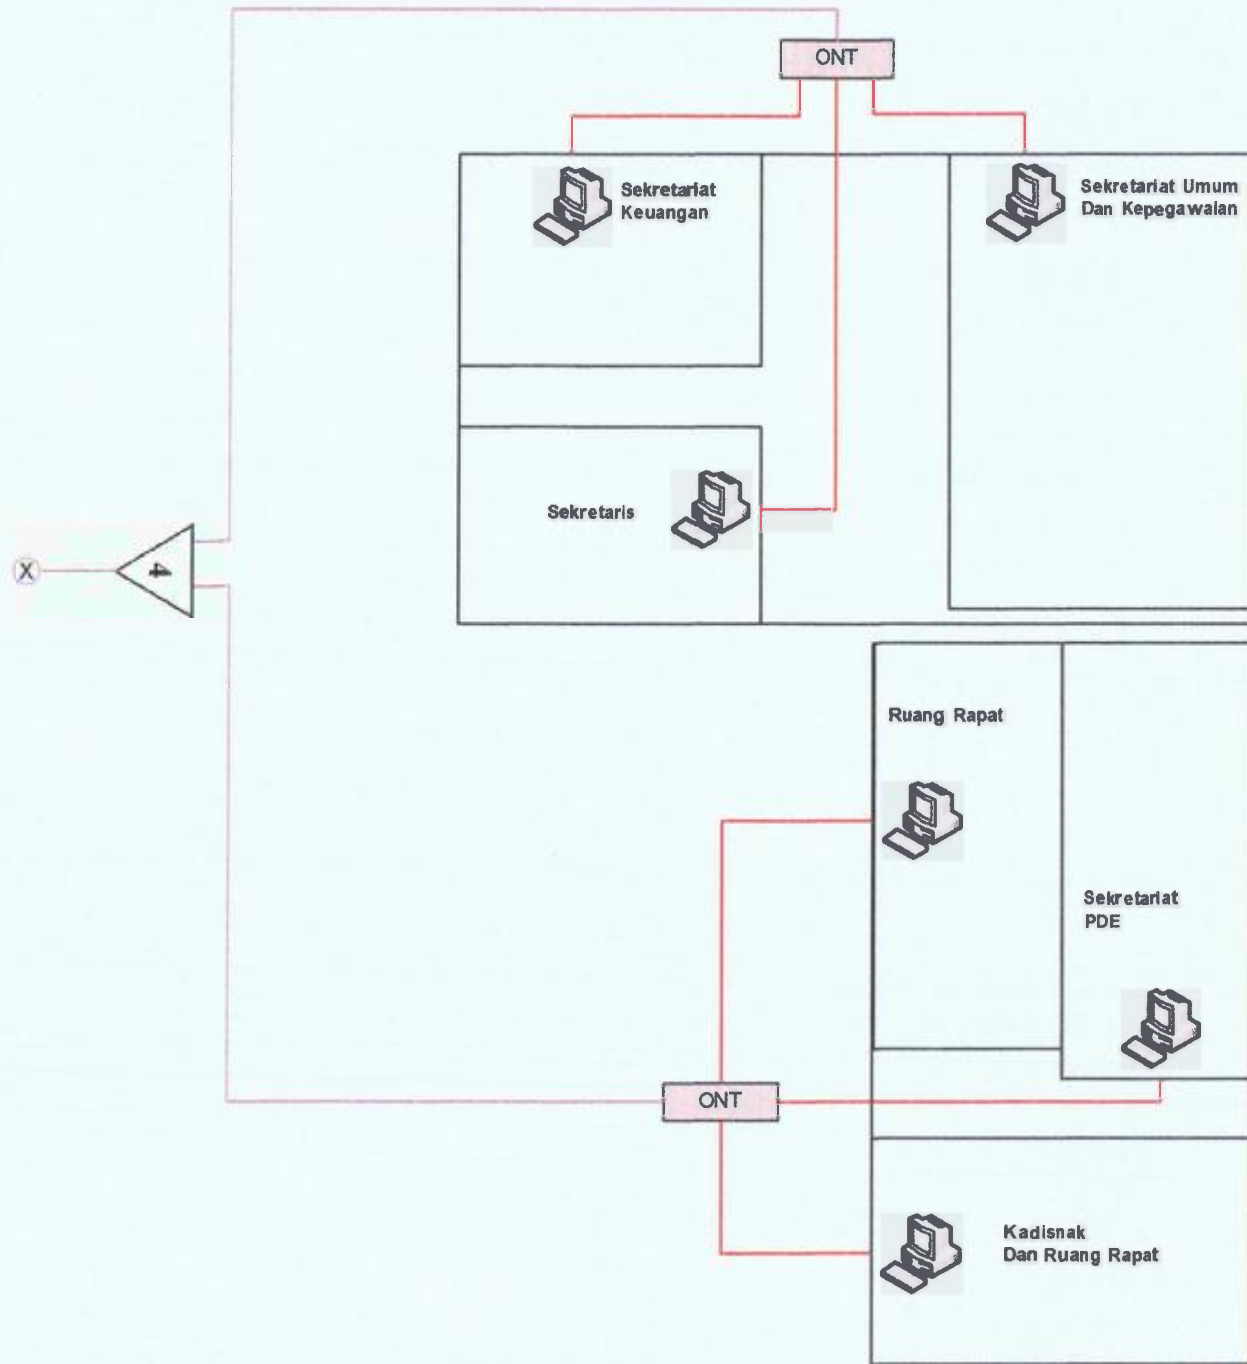 ONT
Sekretariat
Keuangan
Sekretariat Umum
Dan Kepegawaian
Sekretaris
X
4
Ruang Rapat
Sekretariat
PDE
ONT
Kadisnak
Dan Ruang Rapat